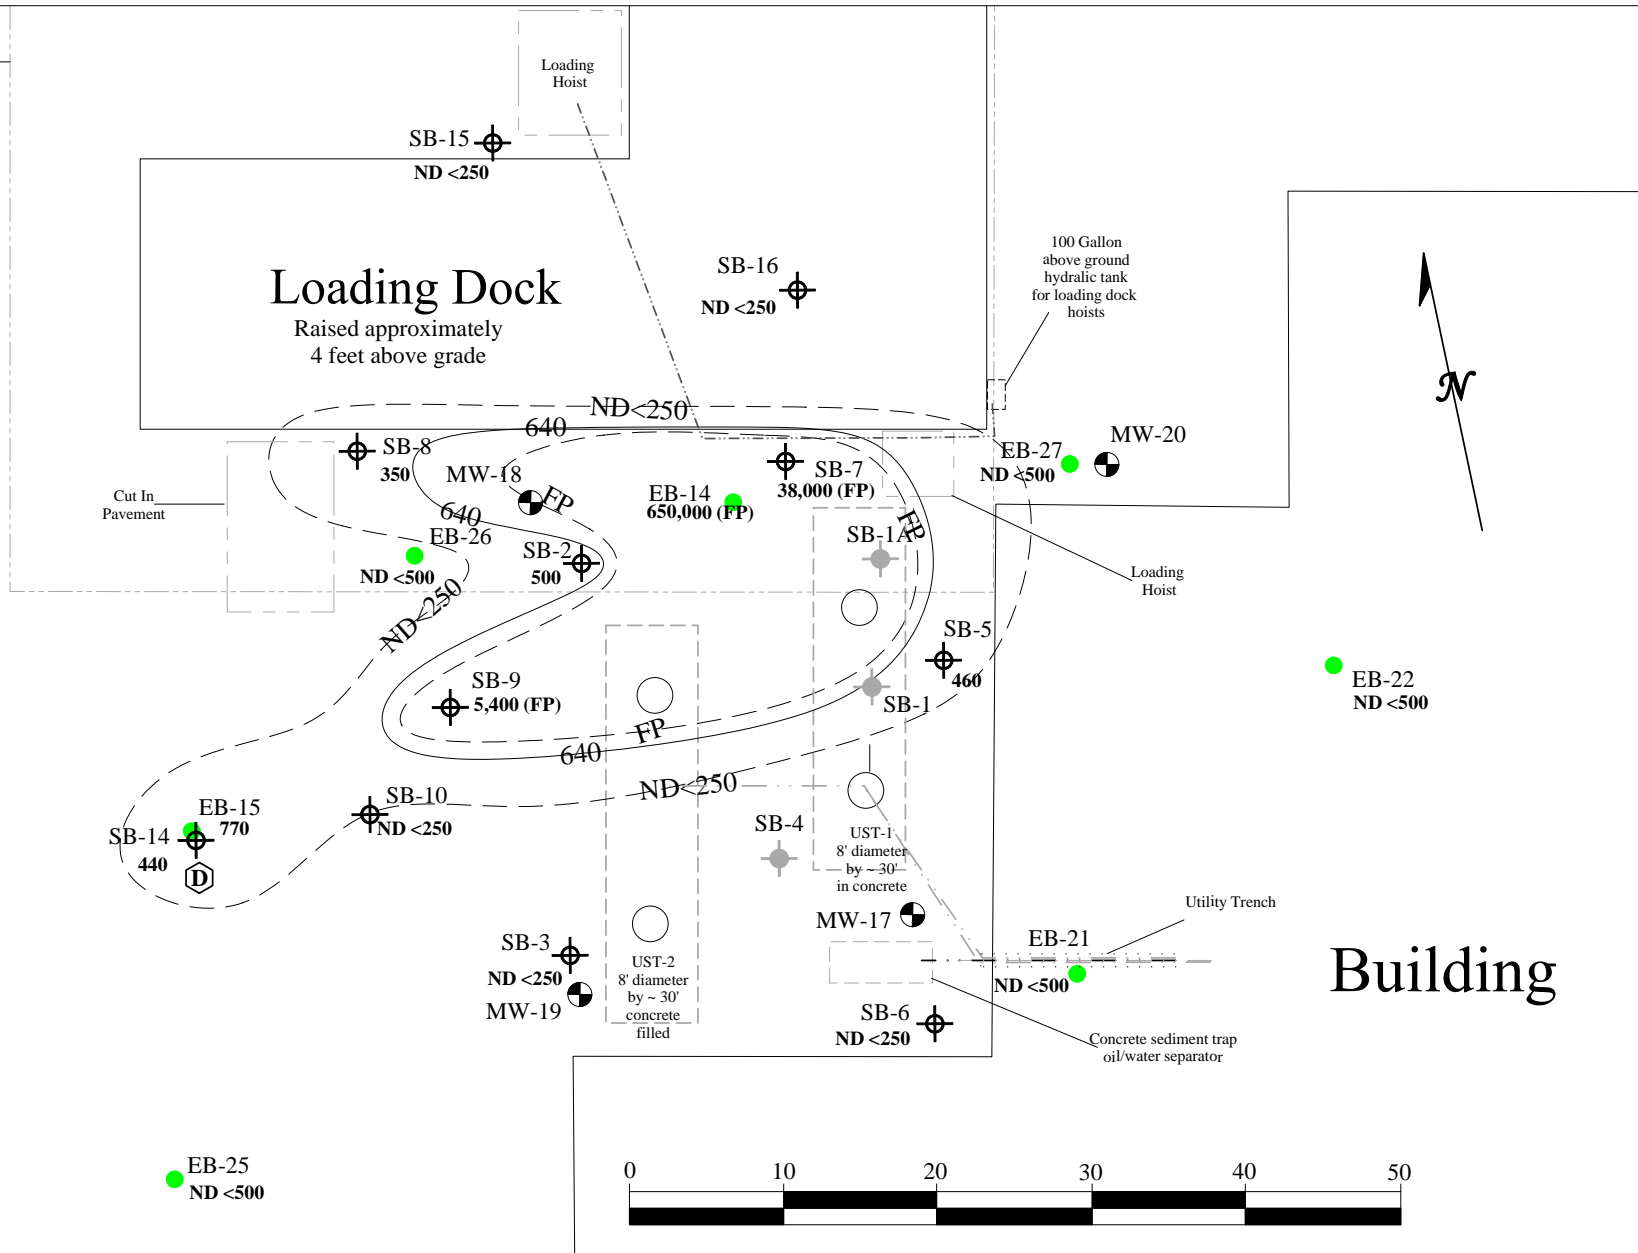 Loading
Hoist
SB-15
ND <250
SB-16
ND <250
100 Gallon
above ground
hydralic tank
for loading dock
hoists
Loading Dock
Raised approximately
4 feet above grade
N
ND<250
640
SB-8
350
MW-18
FP
SB-7
38,000 (FP)
EB-14
650,000 (FP)
EB-27
ND <500
MW-20
Cut In
Pavement
640
EB-26
ND <500
SB-2
500
FP
SB-1A
Loading
Hoist
ND<250
SB-5
460
SB-9
5,400 (FP)
SB-1
EB-22
ND <500
FP
640
ND<250
SB-10
ND <250
EB-15
770
SB-14
440
D
SB-4
UST-1
8' diameter
by ~ 30'
in concrete
MW-17
Utility Trench
EB-21
ND <500
Building
SB-3
ND <250
MW-19
UST-2
8' diameter
by ~ 30'
concrete
filled
SB-6
ND <250
Concrete sediment trap
oil/water separator
EB-25
ND <500
0 10 20 30 40 50